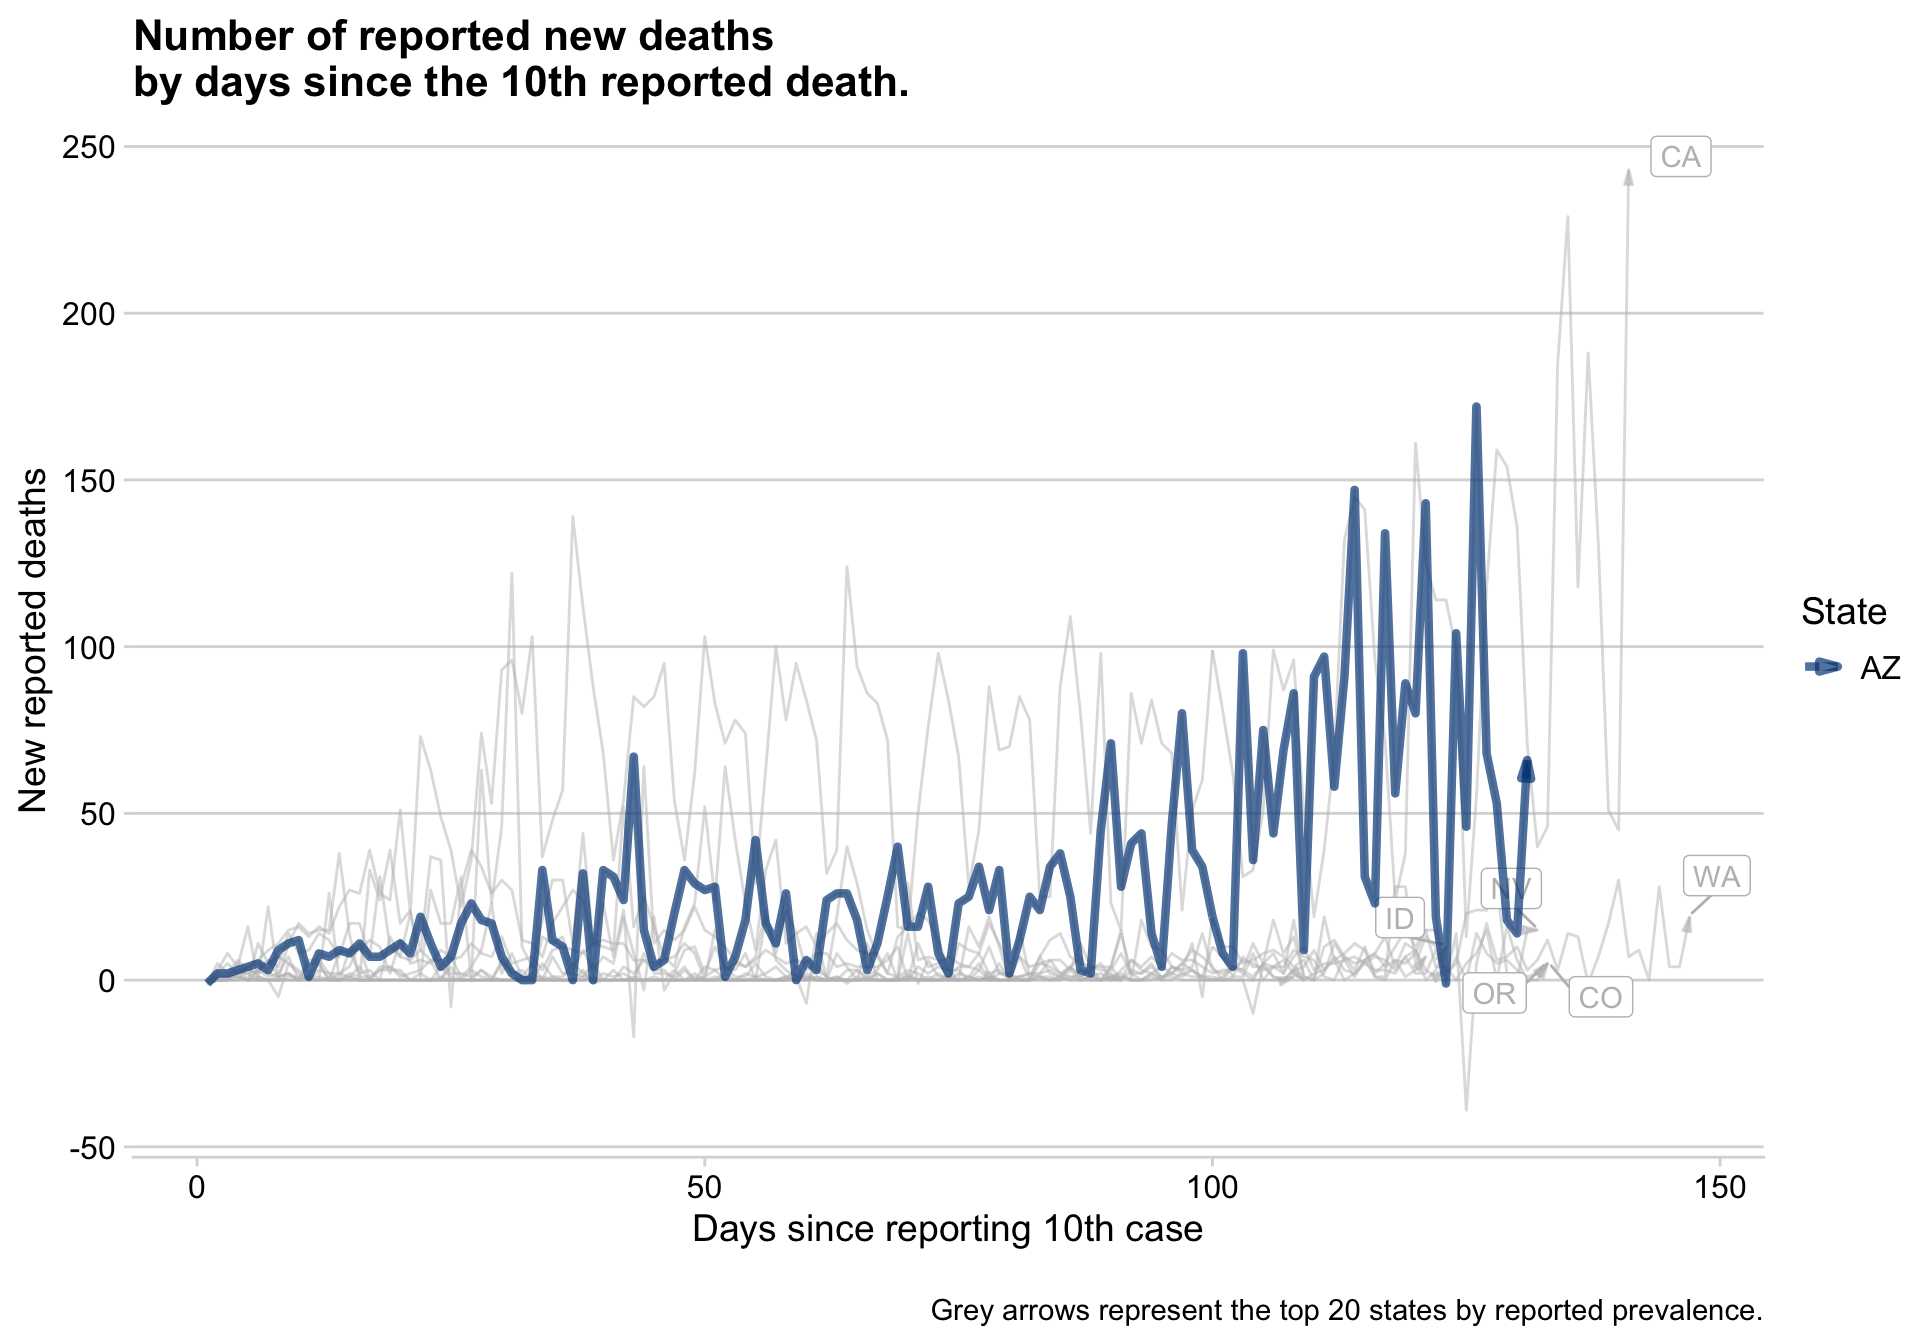 Number of reported new deaths
by days since the 10th reported death.
250
200
150
100
50
0
-50
New reported deaths
CA
WA
NV
ID
OR
CO
State
AZ
0
50
100
150
Days since reporting 10th case
Grey arrows represent the top 20 states by reported prevalence.